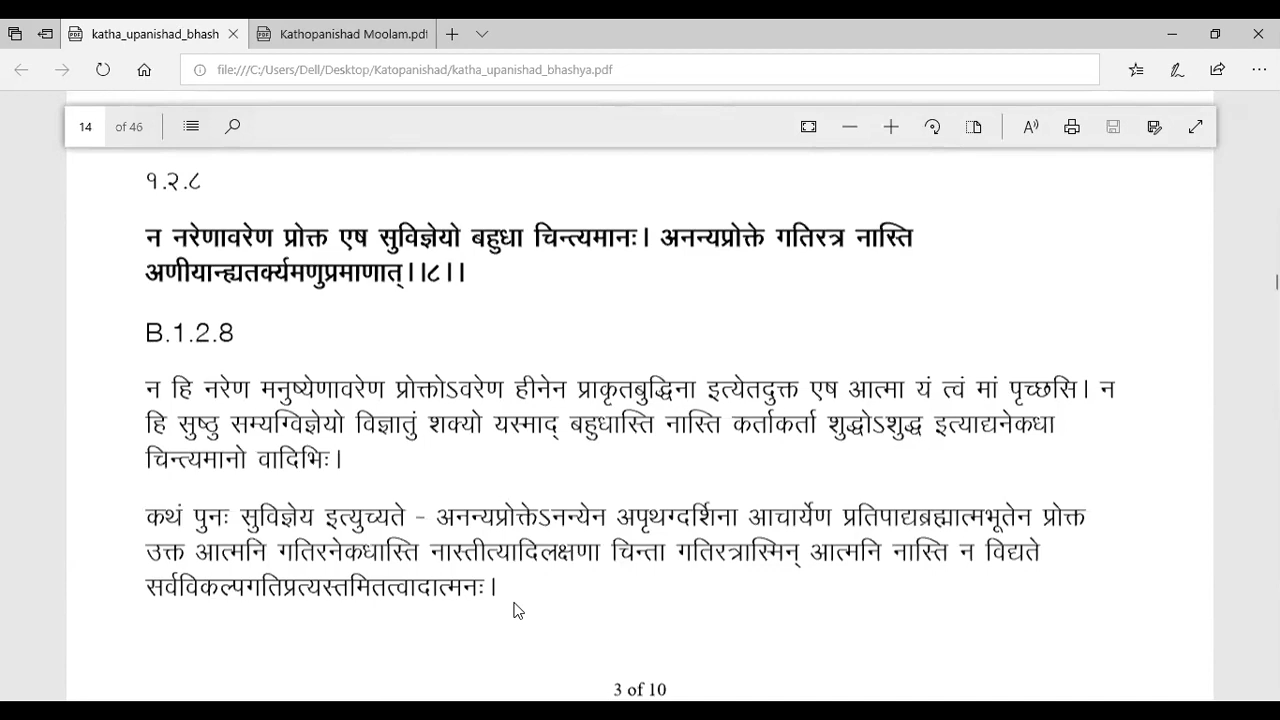 katha_upanishad_bhash
Kathopanishad Moolam.pdf
file:///C:/Users/Dell/Desktop/Katopanishad/katha_upanishad_bhashya.pdf
14 of 46
१.२.८
न नरेणावरेण प्रोक्त एष सुविज्ञेयो बहुधा चिन्त्यमानः। अनन्यप्रोक्ते गतिरत्र नास्ति
अणीयान्ह्यतर्क्यमणुप्रमाणात्।।८।।
B.1.2.8
न हि नरेण मनुष्येणावरेण प्रोक्तोऽवरेण हीनेन प्राकृतबुद्धिना इत्येतदुक्त एष आत्मा यं त्वं मां पृच्छसि। न
हि सुष्ठु सम्यग्विज्ञेयो विज्ञातुं शक्यो यस्माद् बहुधास्ति नास्ति कर्ताकर्ता शुद्धोऽशुद्ध इत्याद्यनेकधा
चिन्त्यमानो वादिभिः।
कथं पुनः सुविज्ञेय इत्युच्यते - अनन्यप्रोक्तेऽनन्येन अपृथग्दर्शिना आचार्येण प्रतिपाद्यब्रह्मात्मभूतेन प्रोक्त
उक्त आत्मनि गतिरनेकधास्ति नास्तीत्यादिलक्षणा चिन्ता गतिरत्रास्मिन् आत्मनि नास्ति न विद्यते
सर्वविकल्पगतिप्रत्यस्तमितत्वादात्मनः।
3 of 10